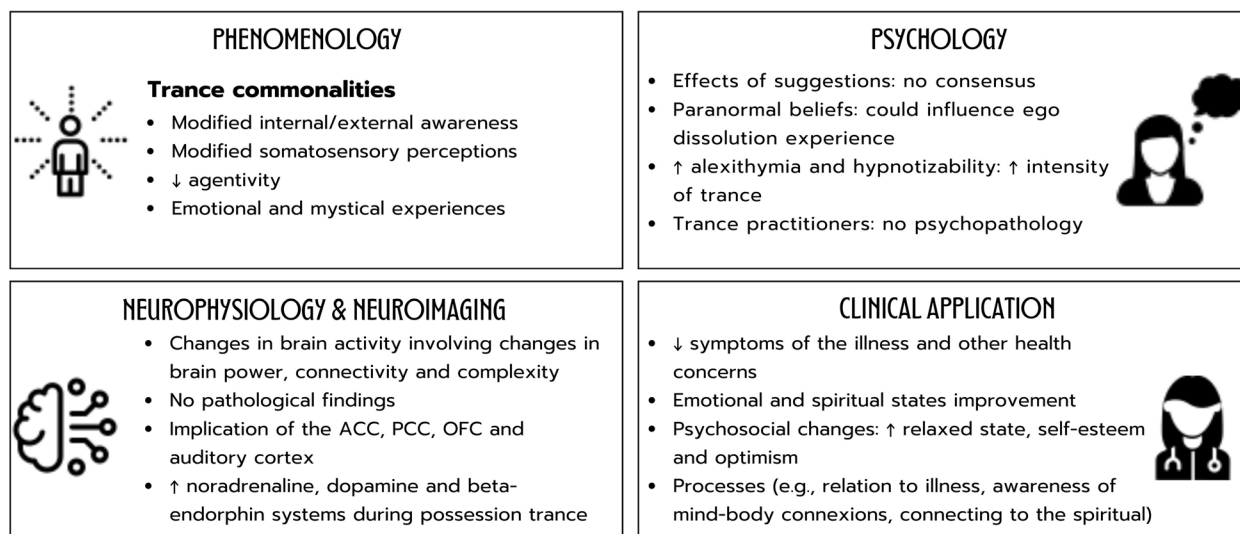 PHENOMENOLOGY
Trance commonalities
• Modified internal/external awareness
• Modified somatosensory perceptions
• ↓ agentivity
• Emotional and mystical experiences
PSYCHOLOGY
• Effects of suggestions: no consensus
• Paranormal beliefs: could influence ego
dissolution experience
• ↑ alexithymia and hypnotizability: ↑ intensity
of trance
• Trance practitioners: no psychopathology
NEUROPHYSIOLOGY & NEUROIMAGING
• Changes in brain activity involving changes in
brain power, connectivity and complexity
• No pathological findings
• Implication of the ACC, PCC, OFC and
auditory cortex
• ↑ noradrenaline, dopamine and beta-
endorphin systems during possession trance
CLINICAL APPLICATION
• ↓ symptoms of the illness and other health
concerns
• Emotional and spiritual states improvement
• Psychosocial changes: ↑ relaxed state, self-esteem
and optimism
• Processes (e.g., relation to illness, awareness of
mind-body connexions, connecting to the spiritual)